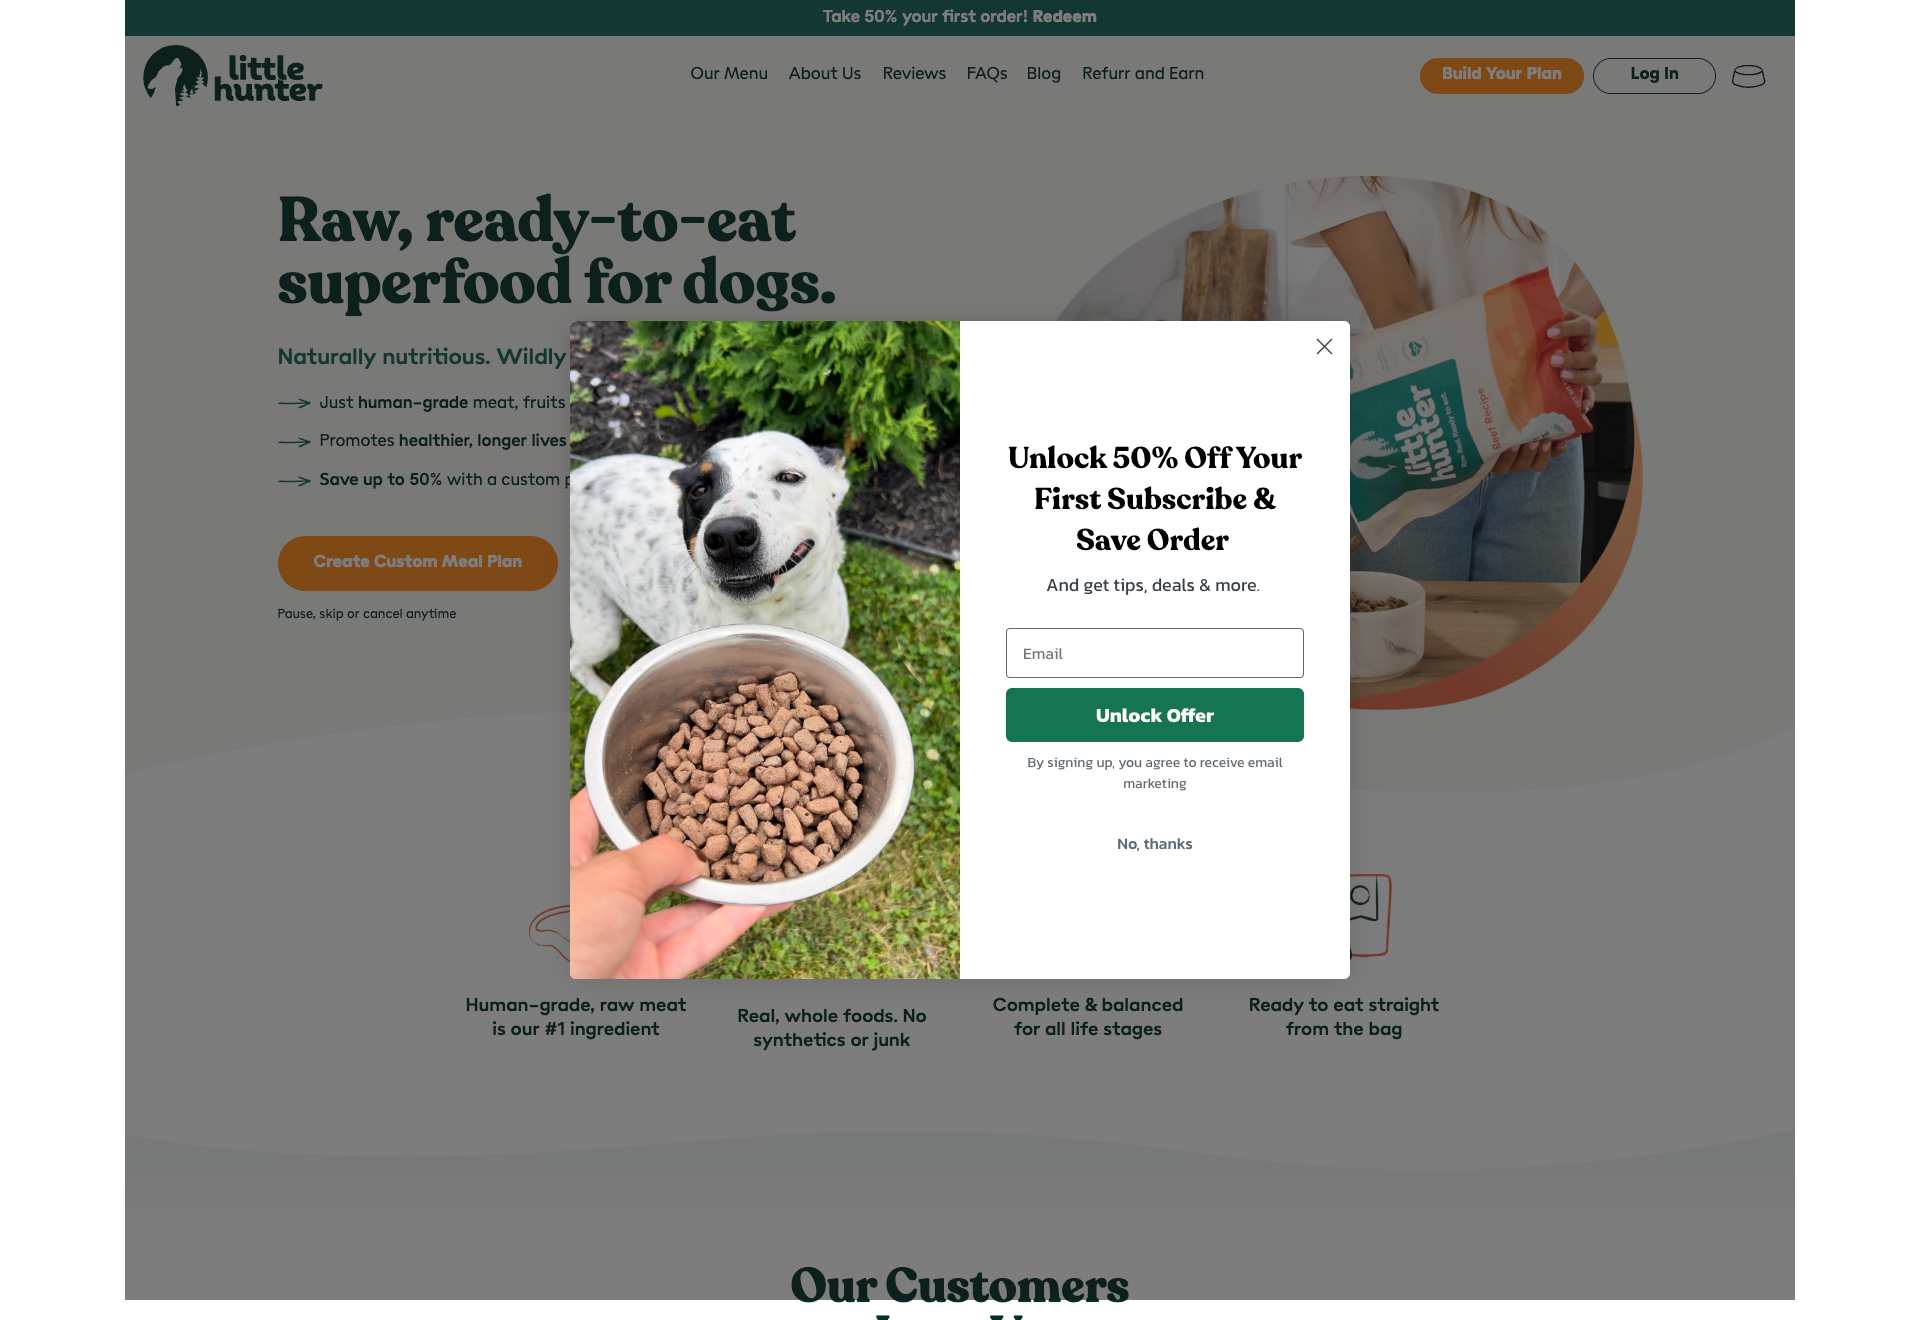 Take 50% your first order! Redeem
little
hunter
Our Menu About Us Reviews FAQs Blog Refurr and Earn
Build Your Plan
Log In
Raw, ready-to-eat
superfood for dogs.
Naturally nutritious. Wildly
Just human-grade meat, fruits
Promotes healthier, longer lives
Save up to 50% with a custom
Create Custom Meal Plan
Pause, skip or cancel anytime
little
hunter
Raw, Real, Ready to eat.
Beef Recipe
Unlock 50% Off Your
First Subscribe &
Save Order
And get tips, deals & more.
Email
Unlock Offer
By signing up, you agree to receive email
marketing
No, thanks
Human-grade, raw meat
is our #1 ingredient
Real, whole foods. No
synthetics or junk
Complete & balanced
for all life stages
Ready to eat straight
from the bag
Our Customers